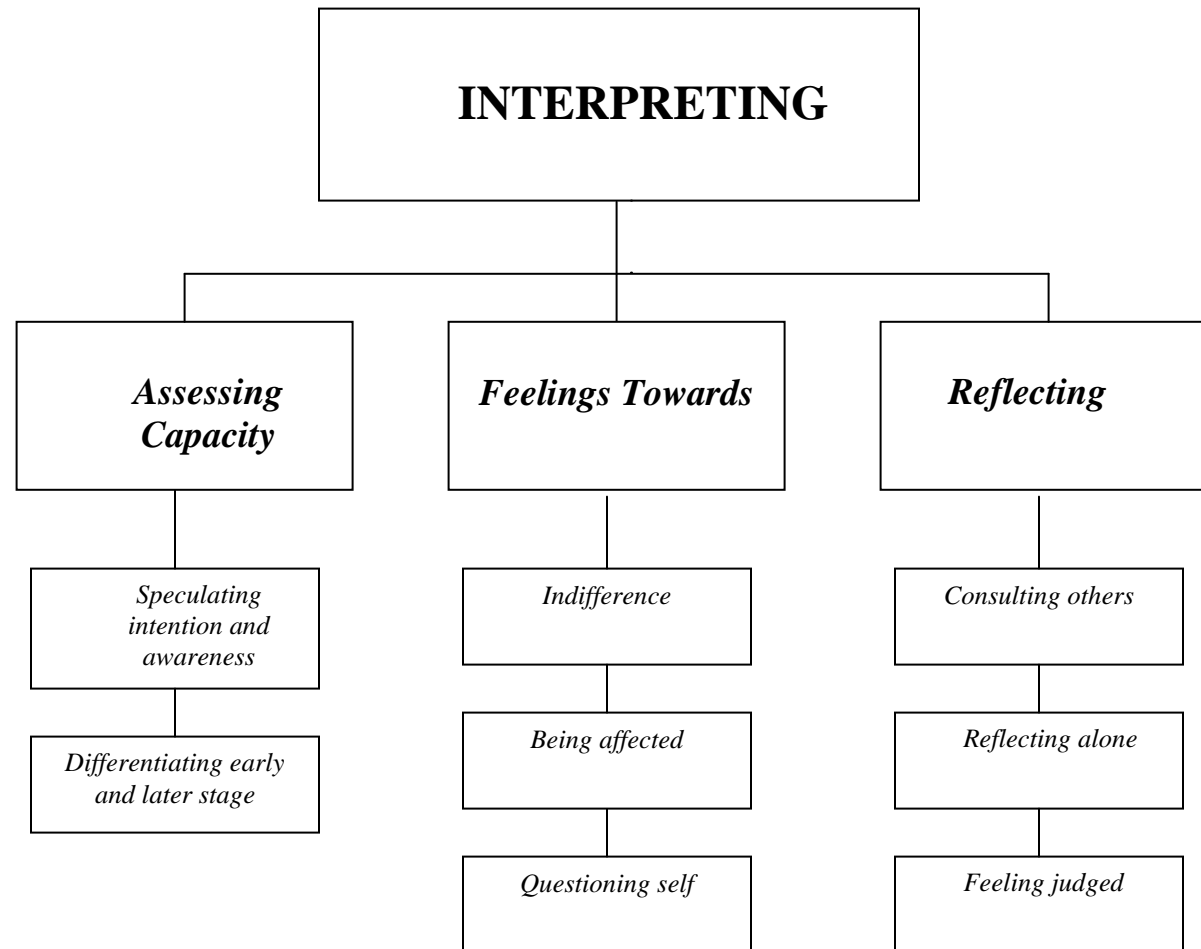 INTERPRETING
Assessing
Capacity
Feelings Towards
Reflecting
Speculating
intention and
awareness
Indifference
Consulting others
Differentiating early
and later stage
Being affected
Reflecting alone
Questioning self
Feeling judged